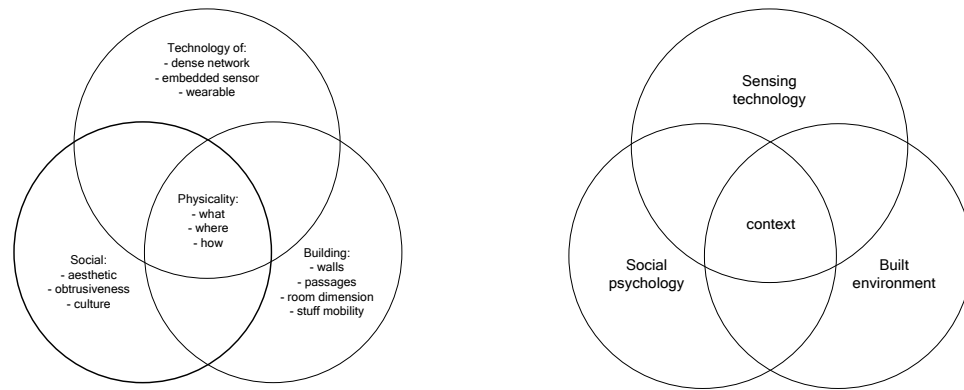 Technology of:
- dense network
- embedded sensor
- wearable
Physicality:
- what
- where
- how
Social:
- aesthetic
- obtrusiveness
- culture
Building:
- walls
- passages
- room dimension
- stuff mobility
Sensing
technology
context
Social
psychology
Built
environment